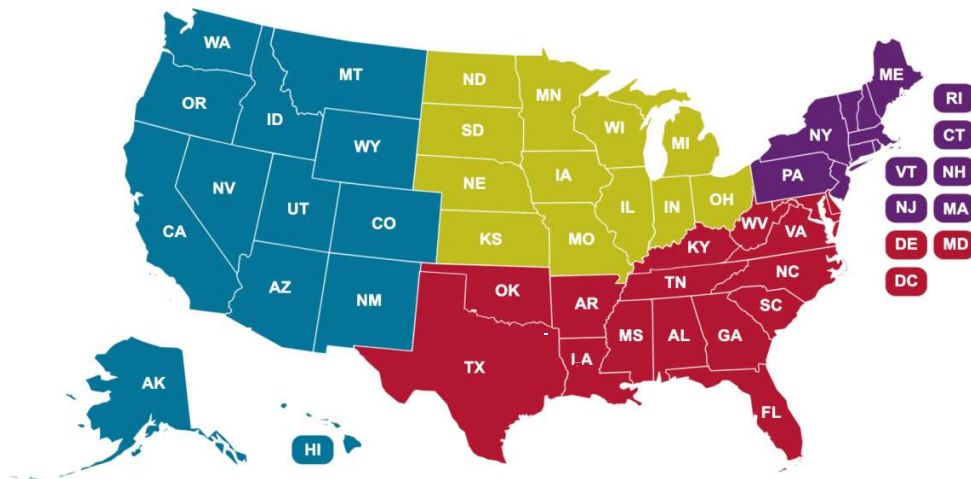 WA
MT
ND
MN
ME
OR
ID
WY
SD
WI
MI
NY
RI
CT
NV
UT
CO
NE
IA
IL
IN
OH
PA
VT
NH
CA
KS
MO
KY
WV
VA
NJ
MA
AZ
NM
OK
AR
TN
NC
DE
MD
SC
DC
TX
LA
MS
AL
GA
AK
FL
HI